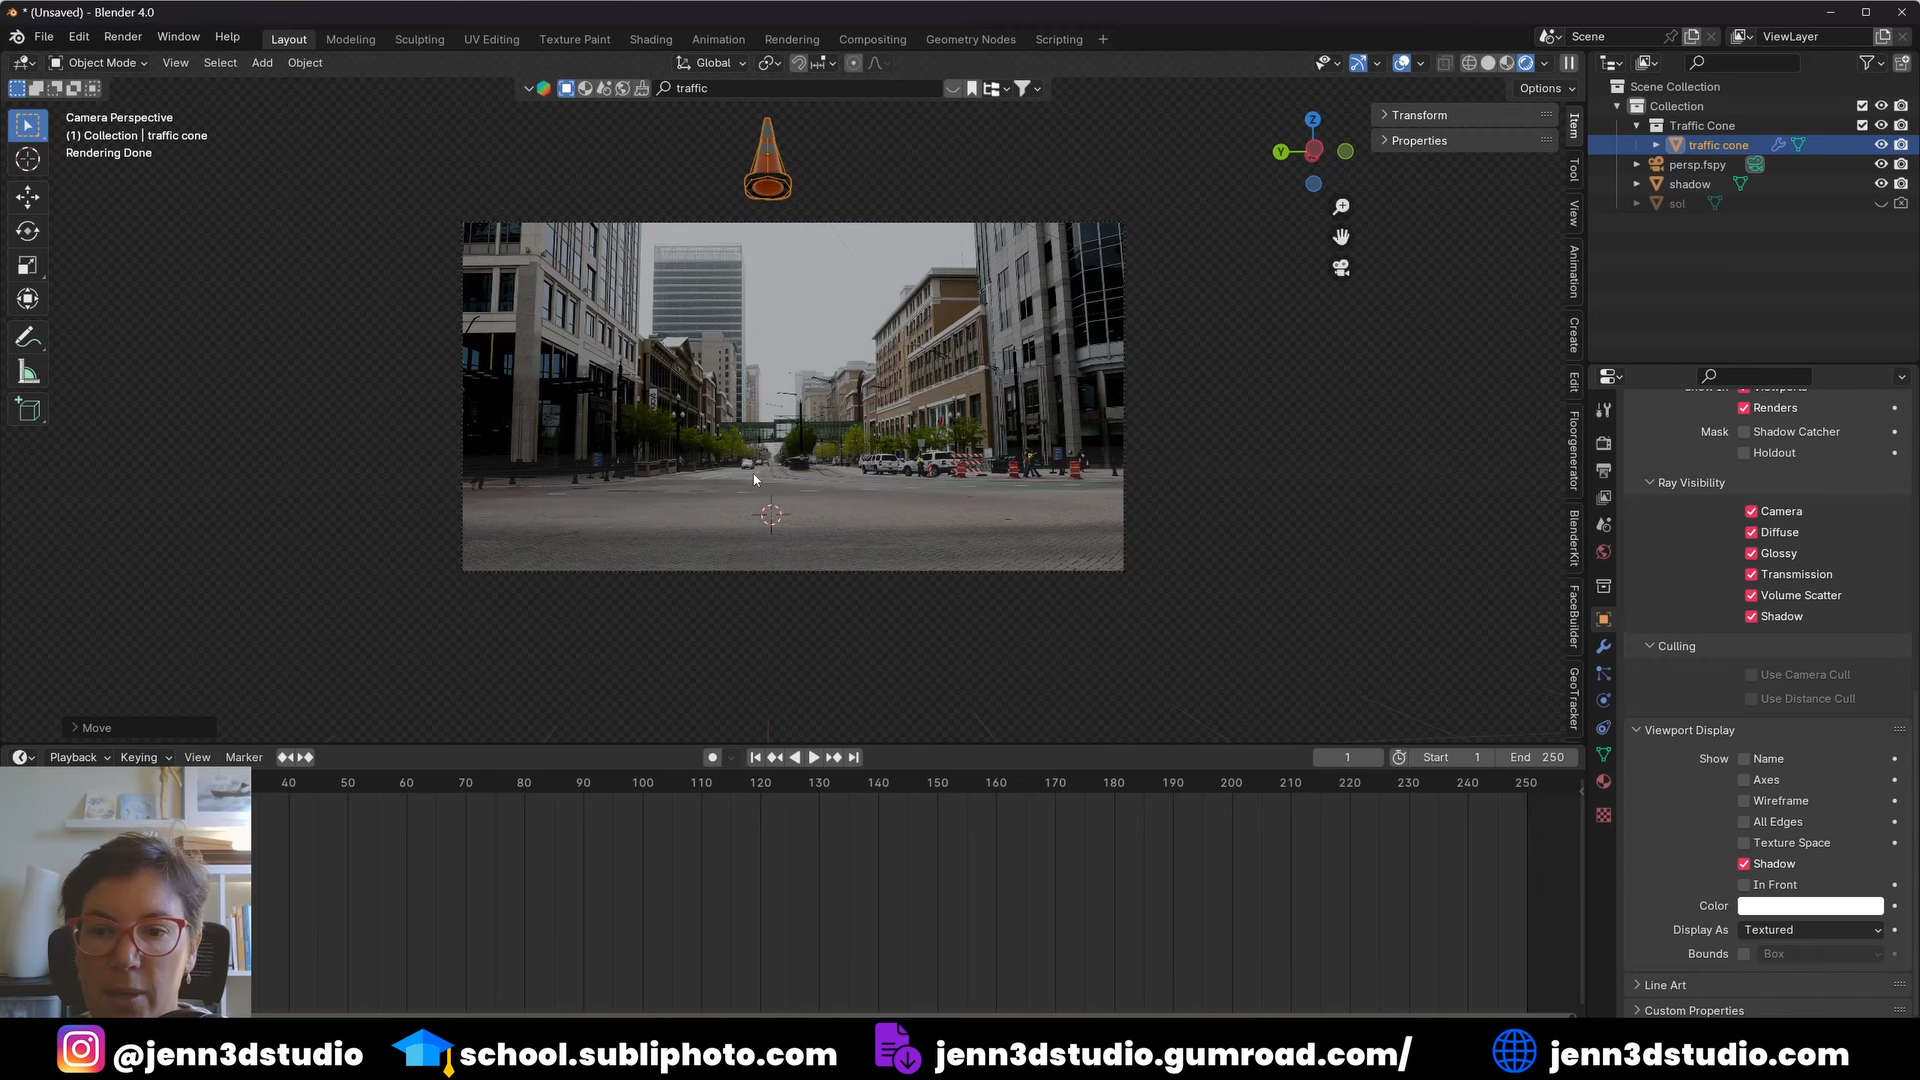 * (Unsaved) - Blender 4.0
File Edit Render Window Help Layout Modeling Sculpting UV Editing Texture Paint Shading Animation Rendering Compositing Geometry Nodes Scripting + Scene ViewLayer
Object Mode View Select Add Object Global
traffic Options
Camera Perspective
(1) Collection | traffic cone
Rendering Done
Transform
Properties
Z
Y
Item
Tool
View
Animation
Create
Edit
Floorgenerator
BlenderKit
FaceBuilder
GeoTracker
Scene Collection
Collection
Traffic Cone
traffic cone
persp.fspy
shadow
sol
Renders
Mask Shadow Catcher
Holdout
Ray Visibility
Camera
Diffuse
Glossy
Transmission
Volume Scatter
Shadow
Culling
Use Camera Cull
Use Distance Cull
Viewport Display
Show Name
Axes
Wireframe
All Edges
Texture Space
Shadow
In Front
Color
Display As Textured
Bounds Box
Line Art
Custom Properties
Move
Playback Keying View Marker 1 Start 1 End 250
40 50 60 70 80 90 100 110 120 130 140 150 160 170 180 190 200 210 220 230 240 250
@jenn3dstudio school.subliphoto.com jenn3dstudio.gumroad.com/ jenn3dstudio.com